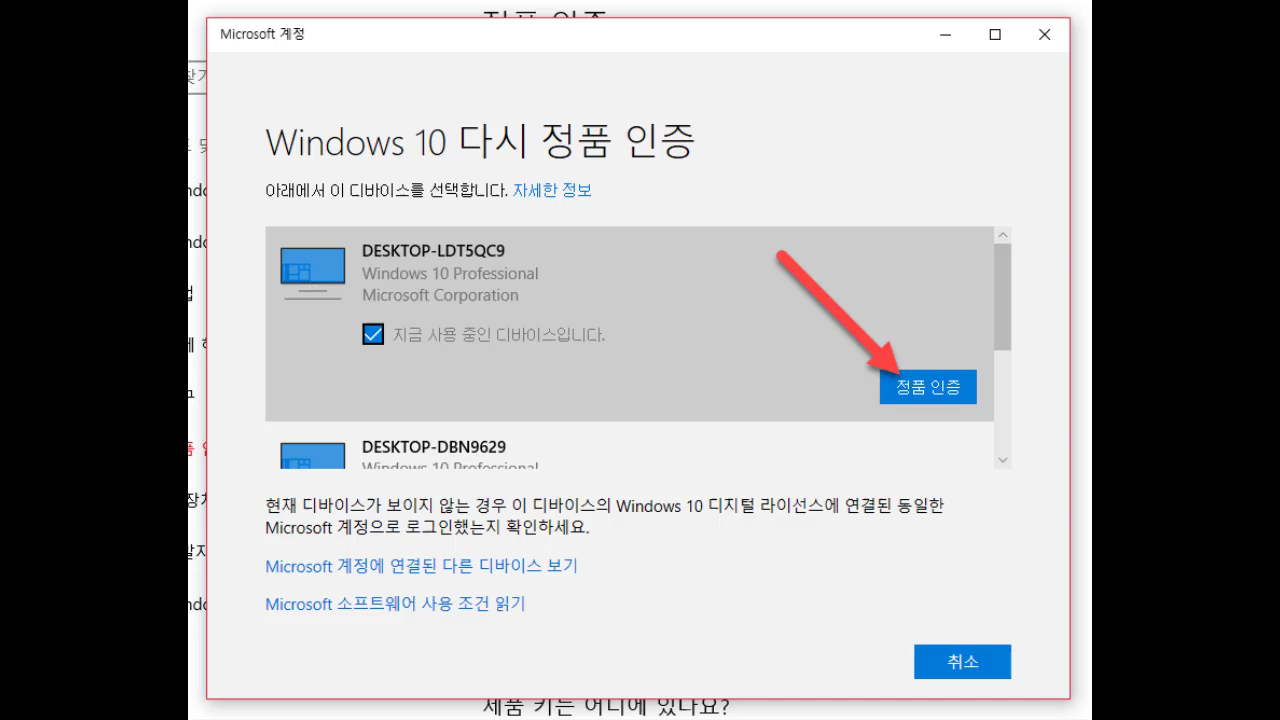 Microsoft 계정
Windows 10 다시 정품 인증
아래에서 이 디바이스를 선택합니다. 자세한 정보
DESKTOP-LDT5QC9
Windows 10 Professional
Microsoft Corporation
지금 사용 중인 디바이스입니다.
정품 인증
DESKTOP-DBN9629
Windows 10 Professional
현재 디바이스가 보이지 않는 경우 이 디바이스의 Windows 10 디지털 라이선스에 연결된 동일한
Microsoft 계정으로 로그인했는지 확인하세요.
Microsoft 계정에 연결된 다른 디바이스 보기
Microsoft 소프트웨어 사용 조건 읽기
취소
제품 키는 어디에 있나요?